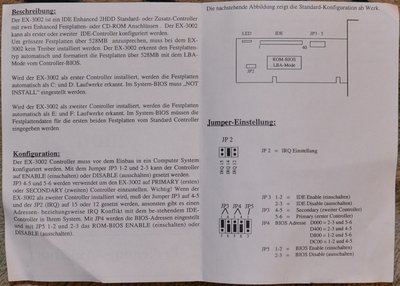 Beschreibung:
Der EX-3002 ist ein IDE Enhanced 2HDD Standard- oder Zusatz-Controller
mit zwei Enhanced Festplatten- oder CD-ROM Anschlüssen . Der EX-3002
kann als erster oder zweiter IDE-Controller konfiguriert werden.
Um grössere Festplatten über 528MB anzusprechen, muss bei dem EX-3002
kein Treiber installiert werden. Der EX-3002 erkennt den Festplatten-
typ automatisch und formatiert Festplatten über 528MB mit dem LBA-
Mode vom Controller-BIOS.
Wird der EX-3002 als erster Controller installiert, werden die Festplatten
automatisch als C: und D: Laufwerke erkannt. Im System-BIOS muss „NOT
INSTALL" eingestellt werden.
Wird der EX-3002 als zweiter Controller installiert, werden die Festplatten
automatisch als E: und F: Laufwerke erkannt. Im System-BIOS müssen die
Festplattendaten für die ersten beiden Festplatten vom Standard Controller
eingegeben werden
Konfiguration:
Der EX-3002 Controller muss vor dem Einbau in ein Computer System
konfiguriert werden. Mit dem Jumper JP3 1-2 und 2-3 kann der Controller
auf ENABLE (einschalten) oder DISABLE (ausschalten) gesetzt werden.
JP3 4-5 und 5-6 werden verwendet um den EX-3002 auf PRIMARY (ersten)
oder SECONDARY (zweiten) Controller einzustellen. Wichtig! Wenn der
EX-3002 als zweiter Controller installiert wird, muß der Jumper JP3 auf 4-5
und der JP2 (IRQ) auf 15 oder 12 gesetzt werden, ansonsten gibt es einen
Adressen- beziehungsweise IRQ Konflikt mit dem be-stehendem IDE-
Controller in Ihrem System. Mit JP4 werden die BIOS-Adressen eingestellt
und mit JP5 1-2 und 2-3 das ROM-BIOS ENABLE (einschalten) oder
DISABLE (ausschalten).
Die nachstehende Abbildung zeigt die Standard-Konfiguration ab Werk.
LED IDE JP3 - 5
JP2
ROM-BIOS
LBA-Mode
Jumper-Einstellung:
JP 2
JP 2 = IRQ Einstellung
JP3 JP4 JP5
JP3 1-2 = IDE Enable (einschalten)
2-3 = IDE Disable (ausschalten)
JP3 4-5 = Secondary (zweiter Controller)
5-6 = Primary (erster Controller)
JP4 BIOS Adresse D000 = 2-3 und 5-6
D400 = 2-3 und 4-5
D800 = 1-2 und 5-6
DC00 = 1-2 und 4-5
JP5 1-2 = BIOS Enable (einschalten)
2-3 = BIOS Disable (ausschalten)